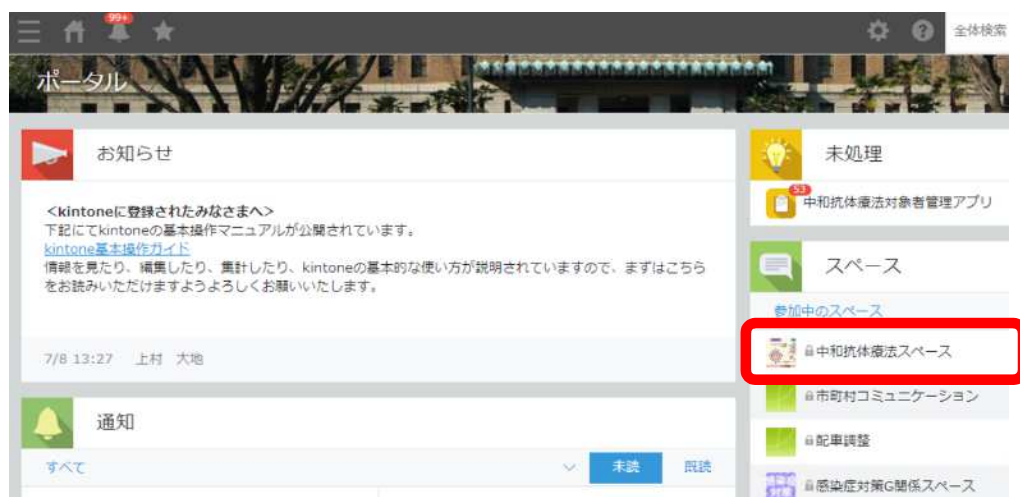 99+
全体検索
ポータル
お知らせ
<kintoneに登録されたみなさまへ>
下記にてkintoneの基本操作マニュアルが公開されています。
kintone基本操作ガイド
情報を見たり、編集したり、集計したり、kintoneの基本的な使い方が説明されていますので、まずはこちら
をお読みいただけますようよろしくお願いいたします。
7/8 13:27 上村 大地
通知
すべて
未読
既読
未処理
53
中和抗体療法対象者管理アプリ
スペース
参加中のスペース
中和抗体療法スペース
市町村コミュニケーション
配車調整
感染症対策G関係スペース